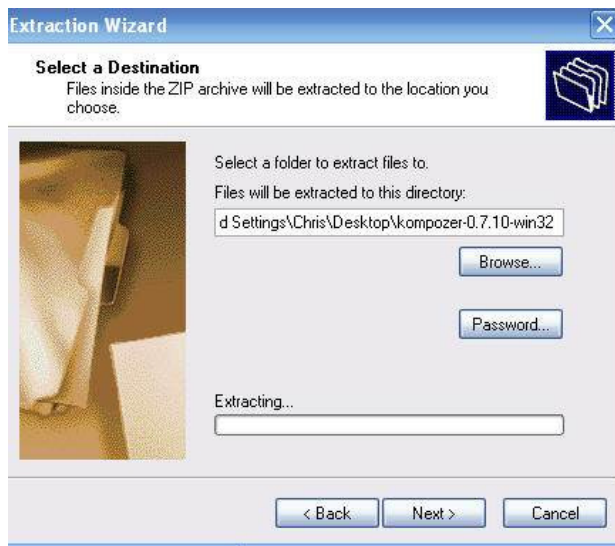 Extraction Wizard
Select a Destination
Files inside the ZIP archive will be extracted to the location you
choose.
Select a folder to extract files to.
Files will be extracted to this directory:
d Settings\Chris\Desktop\kompozer-0.7.10-win32
Browse...
Password...
Extracting...
< Back
Next >
Cancel